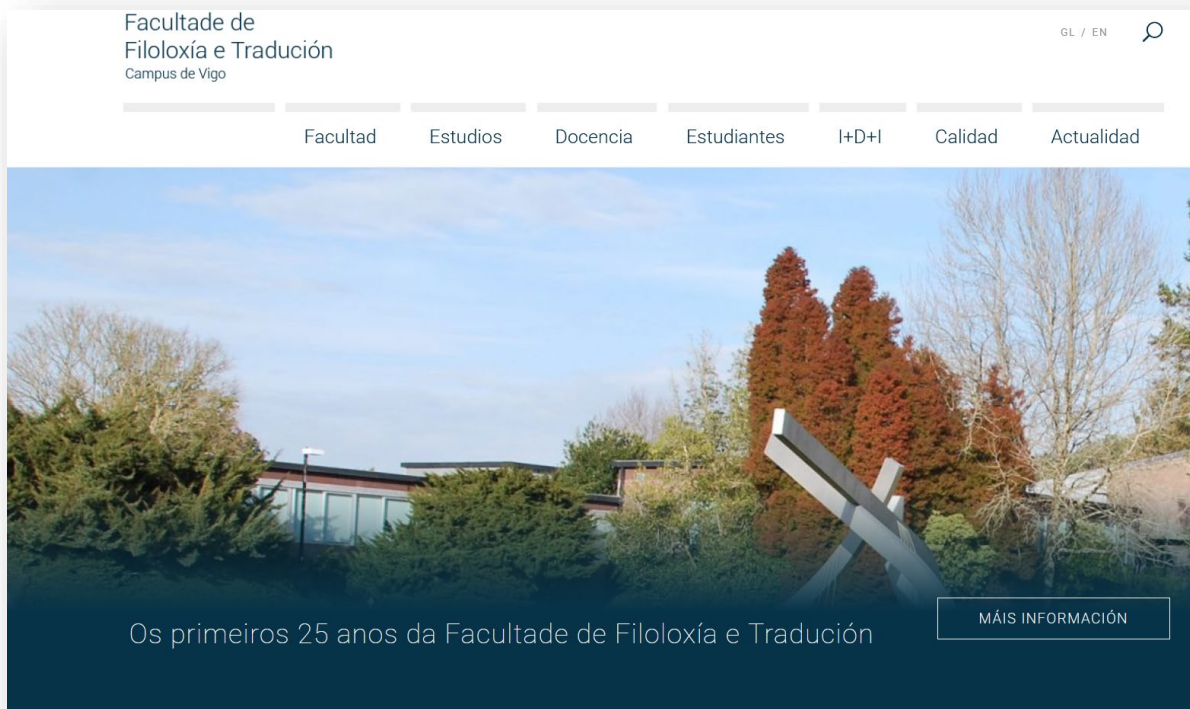 Facultade de
Filoloxía e Tradución
Campus de Vigo
GL / EN
Facultad Estudios Docencia Estudiantes I+D+I Calidad Actualidad
Os primeiros 25 anos da Facultade de Filoloxía e Tradución
MÁIS INFORMACIÓN